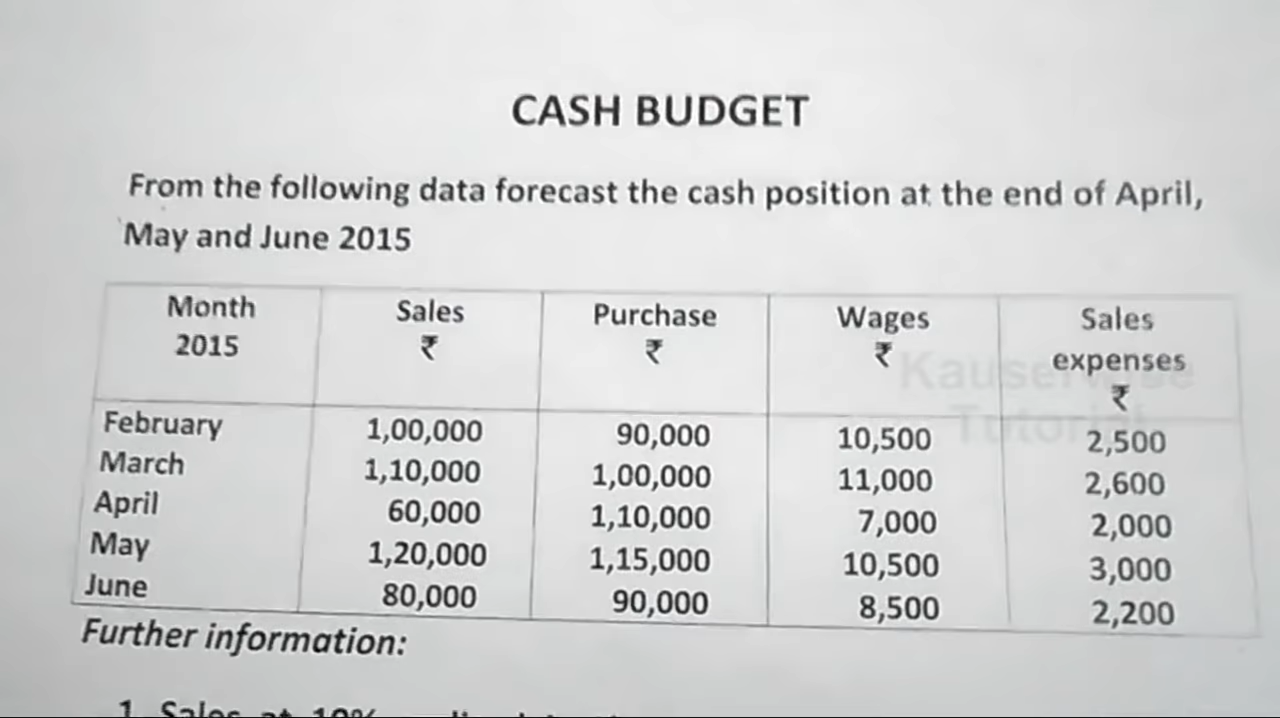 CASH BUDGET
From the following data forecast the cash position at the end of April,
May and June 2015
Month 2015 Sales ₹ Purchase ₹ Wages ₹ Sales expenses ₹
February 1,00,000 90,000 10,500 2,500
March 1,10,000 1,00,000 11,000 2,600
April 60,000 1,10,000 7,000 2,000
May 1,20,000 1,15,000 10,500 3,000
June 80,000 90,000 8,500 2,200
Further information:
1. Sales at 10%